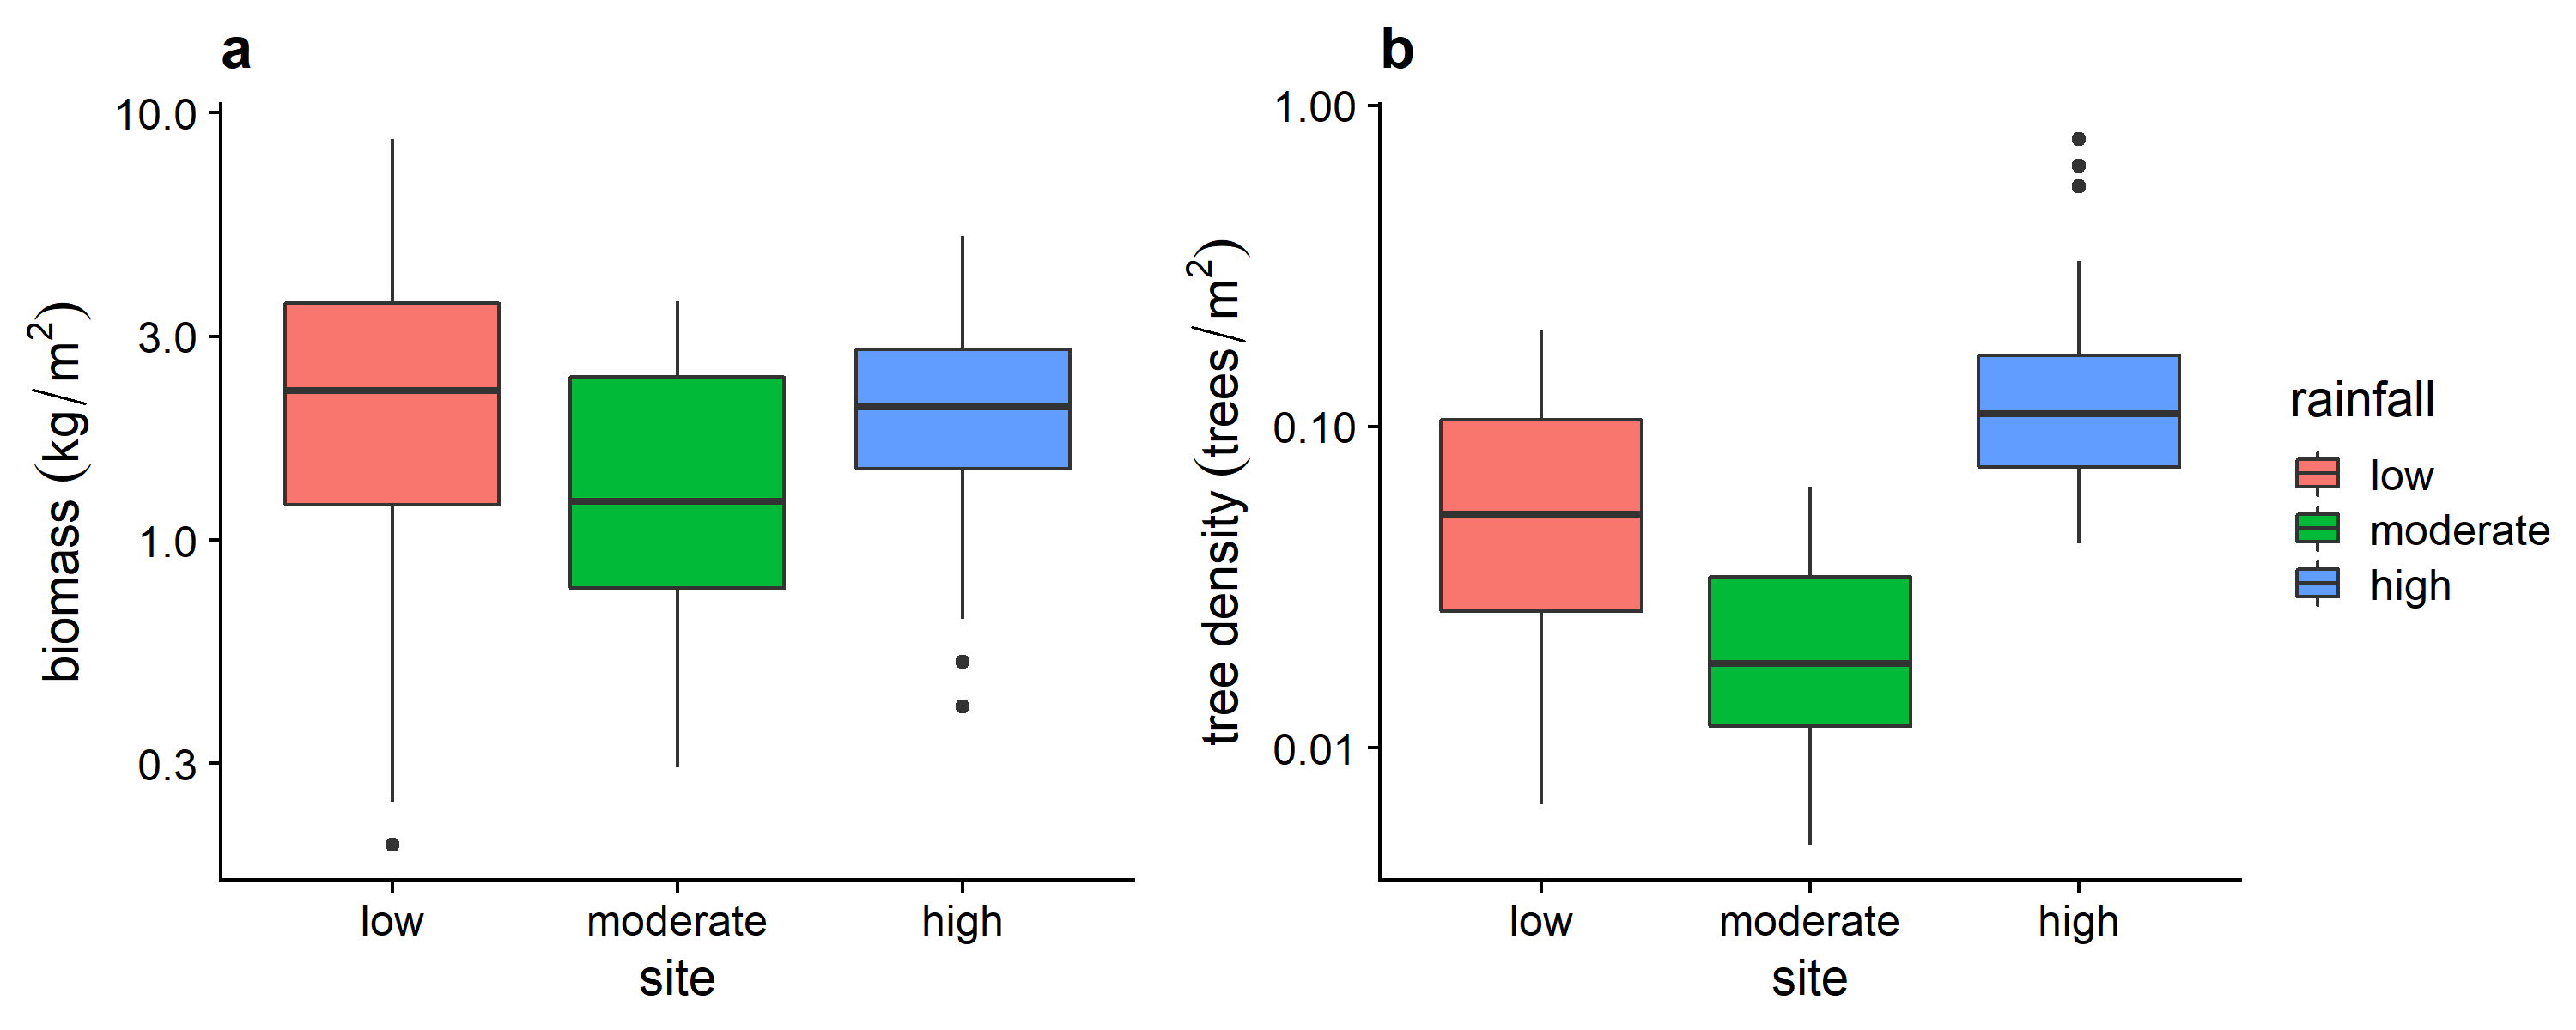 a
10.0
3.0
1.0
0.3
biomass (kg/m²)
low moderate high
site
b
1.00
0.10
0.01
tree density (trees/m²)
low moderate high
site
rainfall
low
moderate
high